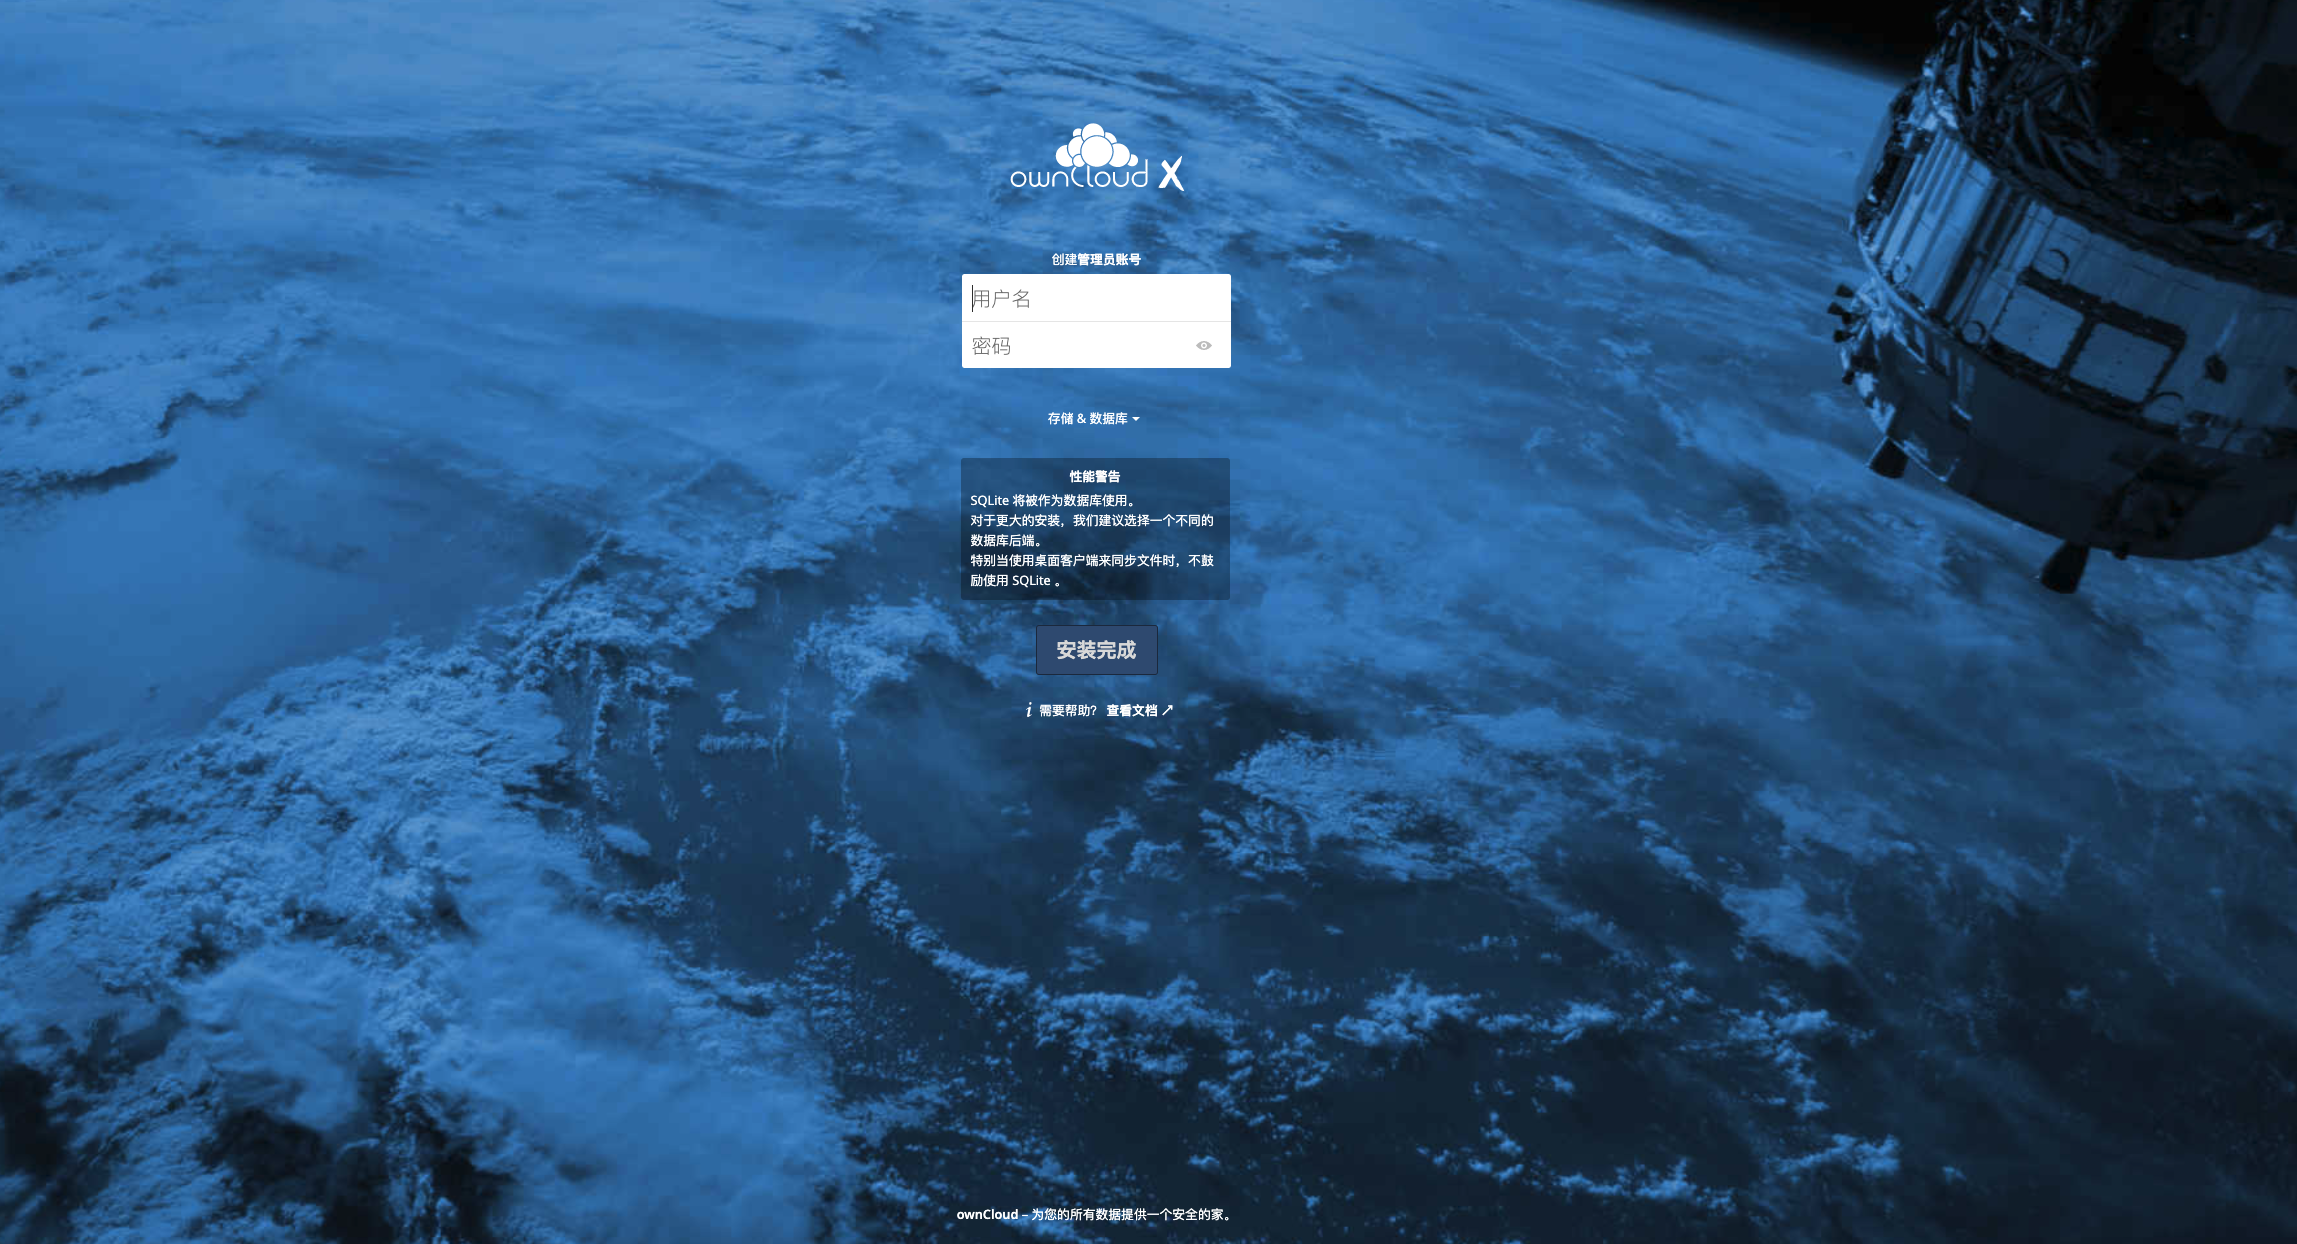 ownCloud X
创建管理员账号
用户名
密码
存储 & 数据库
性能警告
SQLite 将被作为数据库使用。
对于更大的安装，我们建议选择一个不同的
数据库后端。
特别当使用桌面客户端来同步文件时，不鼓
励使用 SQLite 。
安装完成
i 需要帮助？ 查看文档 ↗
ownCloud – 为您的所有数据提供一个安全的家。